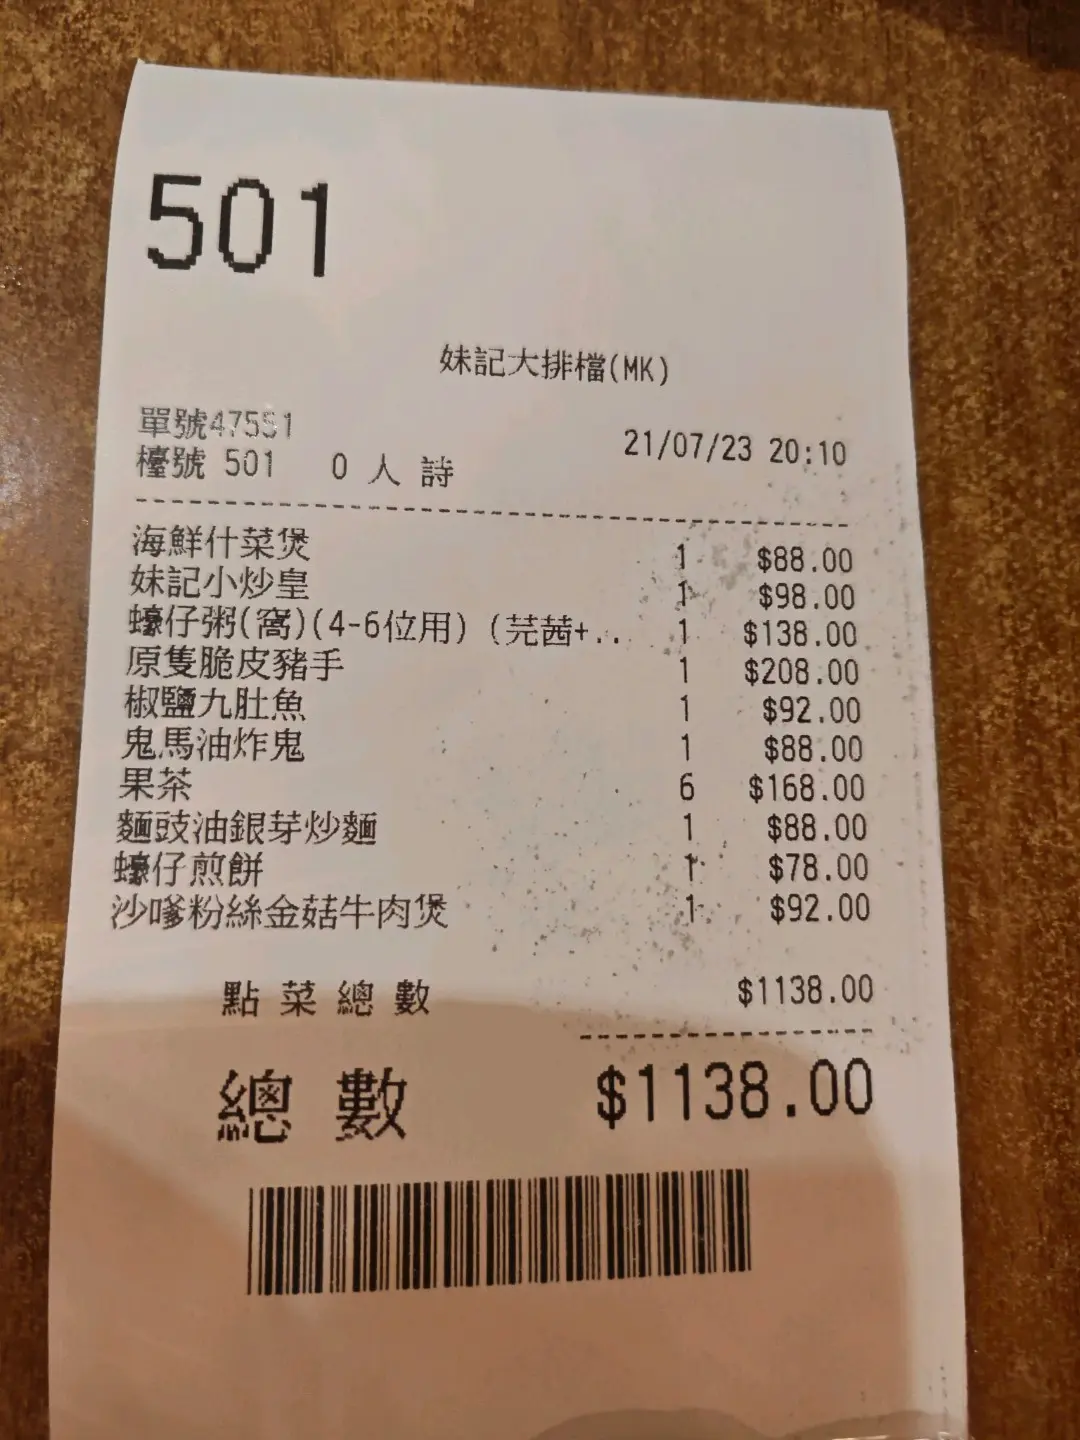 501
妹記大排檔(MK)
單號47551
21/07/23 20:10
檯號 501 0 人 詩
海鮮什菜煲 1 $88.00
妹記小炒皇 1 $98.00
蠔仔粥(窩)(4-6位用) (芫茜+.. 1 $138.00
原隻脆皮豬手 1 $208.00
椒鹽九肚魚 1 $92.00
鬼馬油炸鬼 1 $88.00
果茶 6 $168.00
麵豉油銀芽炒麵 1 $88.00
蠔仔煎餅 1 $78.00
沙嗲粉絲金菇牛肉煲 1 $92.00
點菜總數 $1138.00
總數 $1138.00